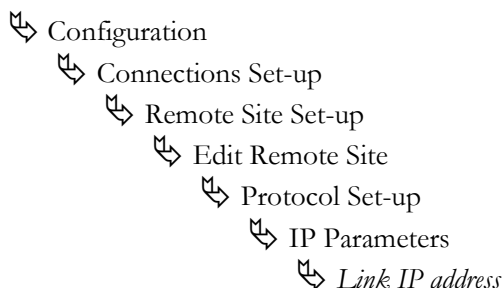 Configuration
Connections Set-up
Remote Site Set-up
Edit Remote Site
Protocol Set-up
IP Parameters
Link IP address